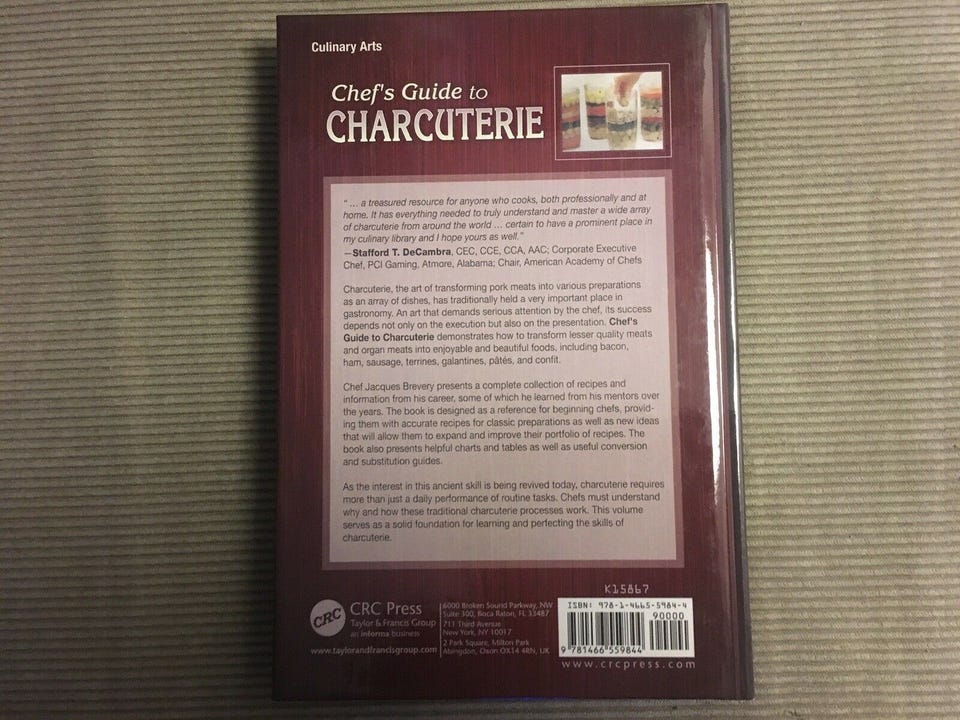 Culinary Arts
Chef's Guide to
CHARCUTERIE
" ... a treasured resource for anyone who cooks, both professionally and at
home. It has everything needed to truly understand and master a wide array
of charcuterie from around the world ... certain to have a prominent place in
my culinary library and I hope yours as well."
—Stafford T. DeCambra, CEC, CCE, CCA, AAC; Corporate Executive
Chef, PCI Gaming, Atmore, Alabama; Chair, American Academy of Chefs
Charcuterie, the art of transforming pork meats into various preparations
as an array of dishes, has traditionally held a very important place in
gastronomy. An art that demands serious attention by the chef, its success
depends not only on the execution but also on the presentation. Chef's
Guide to Charcuterie demonstrates how to transform lesser quality meats
and organ meats into enjoyable and beautiful foods, including bacon,
ham, sausage, terrines, galantines, pâtés, and confit.
Chef Jacques Brevery presents a complete collection of recipes and
information from his career, some of which he learned from his mentors over
the years. The book is designed as a reference for beginning chefs, provid-
ing them with accurate recipes for classic preparations as well as new ideas
that will allow them to expand and improve their portfolio of recipes. The
book also presents helpful charts and tables as well as useful conversion
and substitution guides.
As the interest in this ancient skill is being revived today, charcuterie requires
more than just a daily performance of routine tasks. Chefs must understand
why and how these traditional charcuterie processes work. This volume
serves as a solid foundation for learning and perfecting the skills of
charcuterie.
K15867
CRC
CRC Press
Taylor & Francis Group
an informa business
www.taylorandfrancisgroup.com
6000 Broken Sound Parkway, NW
Suite 300, Boca Raton, FL 33487
711 Third Avenue
New York, NY 10017
2 Park Square, Milton Park
Abingdon, Oxon OX14 4RN, UK
ISBN: 978-1-4665-5984-4
90000
9 781466 559844
www.crcpress.com